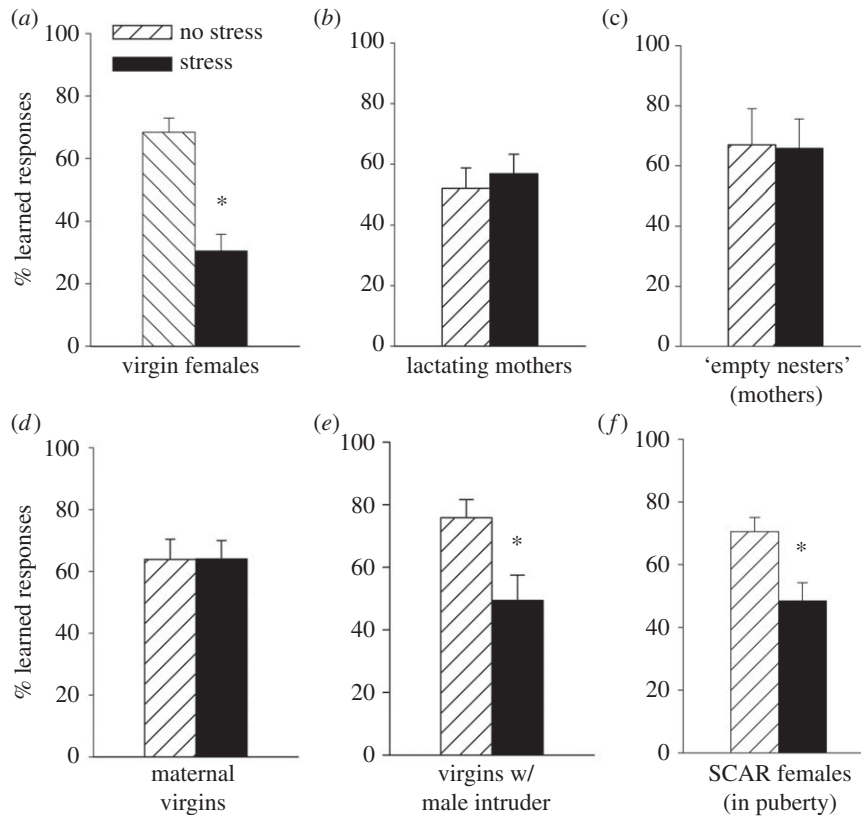 (a)
no stress
stress
% learned responses
100
80
60
40
20
0
*
virgin females
(b)
100
80
60
40
20
0
lactating mothers
(c)
100
80
60
40
20
0
‘empty nesters’
(mothers)
(d)
% learned responses
100
80
60
40
20
0
maternal
virgins
(e)
100
80
60
40
20
0
*
virgins w/
male intruder
(f)
100
80
60
40
20
0
*
SCAR females
(in puberty)